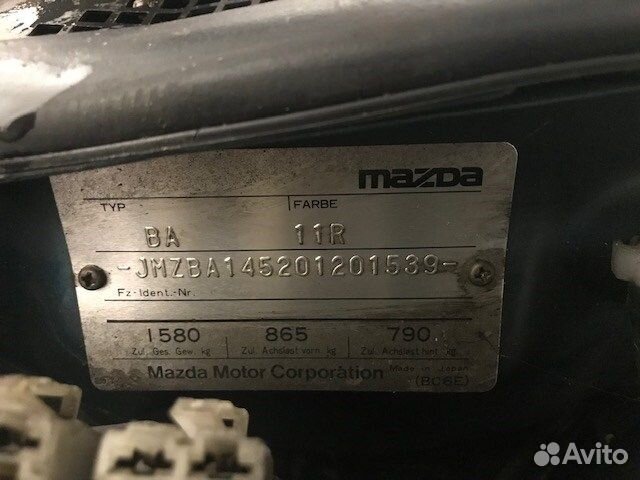 mazda
TYP FARBE
BA 11R
-JMZBA145201201539-
Fz-Ident.-Nr.
1580 865 790
Zul. Ges. Gew. kg Zul. Achslast vorn kg Zul. Achslast hint kg
Mazda Motor Corporation Made in Japan
(BC6E)
Avito